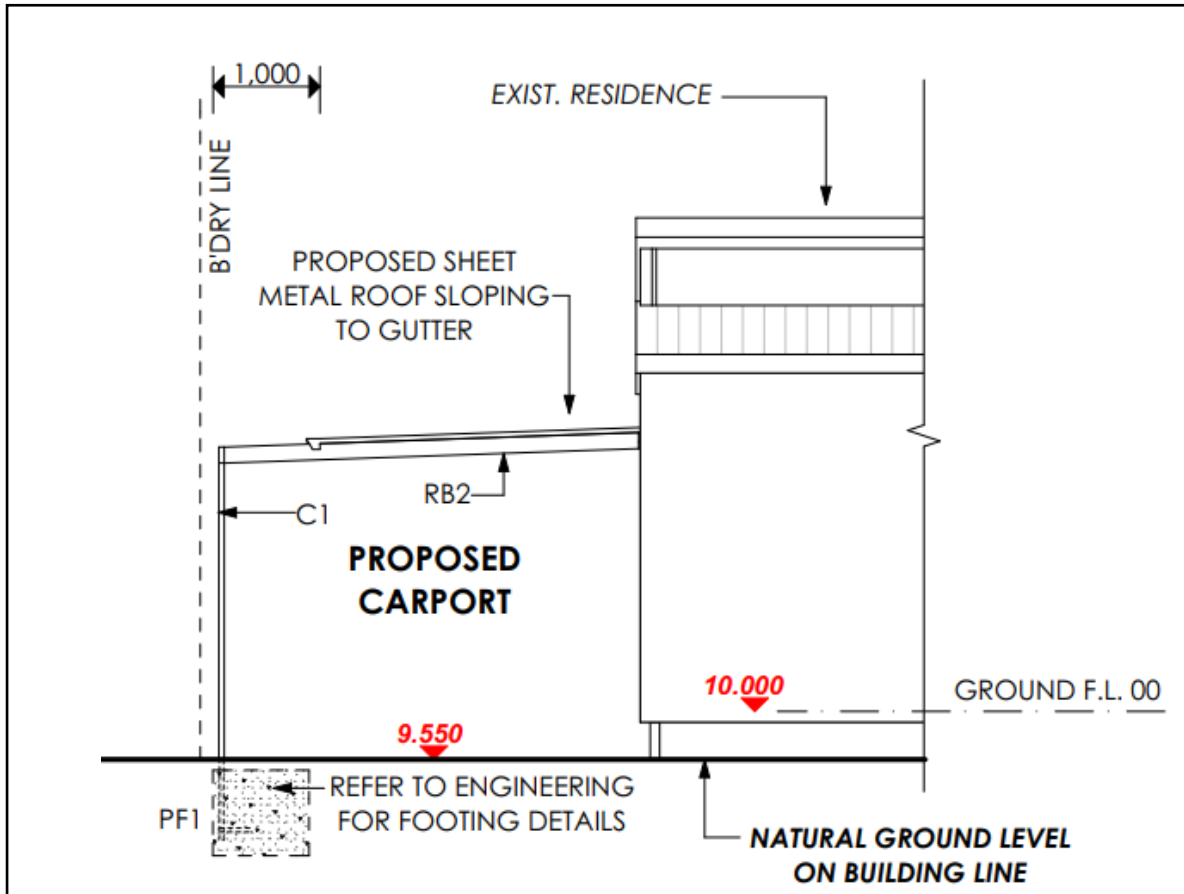 1,000
EXIST. RESIDENCE
B'DRY LINE
PROPOSED SHEET
METAL ROOF SLOPING
TO GUTTER
RB2
C1
PROPOSED
CARPORT
10.000
GROUND F.L. 00
9.550
REFER TO ENGINEERING
FOR FOOTING DETAILS
PF1
NATURAL GROUND LEVEL
ON BUILDING LINE